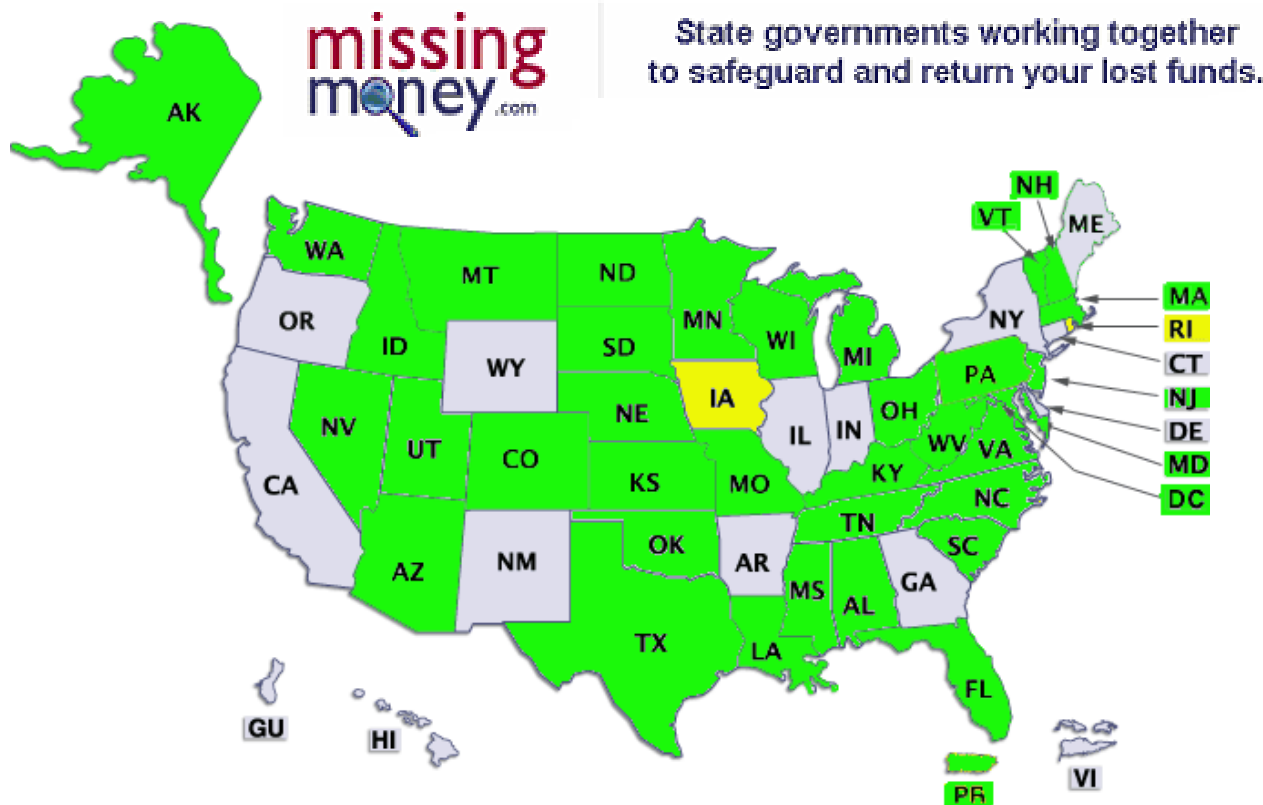 missing
money.com
State governments working together
to safeguard and return your lost funds.
AK
NH
VT
ME
WA
MT
ND
MN
OR
ID
SD
WI
MI
NY
MA
RI
CT
WY
IA
PA
NJ
NV
UT
CO
NE
IL
IN
OH
WV
VA
DE
MD
DC
CA
KS
MO
KY
NC
TN
AZ
NM
OK
AR
SC
GA
MS
AL
TX
LA
FL
GU
HI
PR
VI